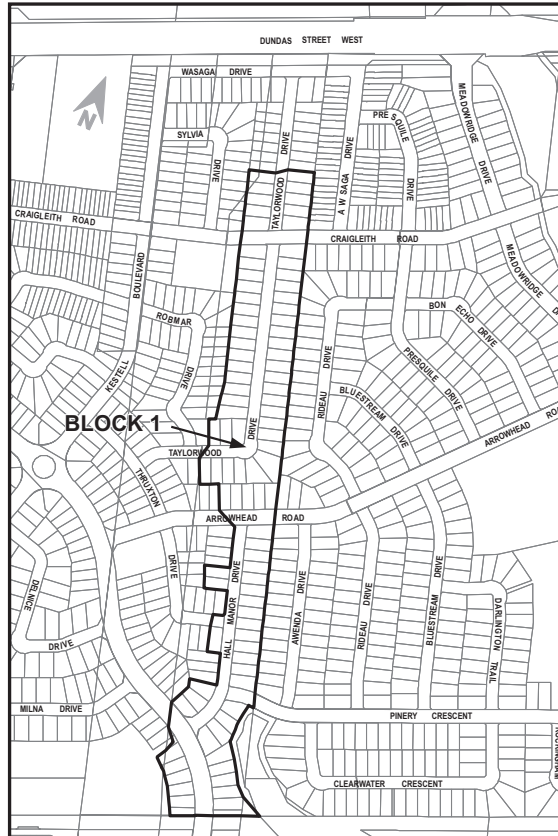 DUNDAS STREET WEST
WASAGA DRIVE
SYLVIA
DRIVE
PRESQUILE
DRIVE
MEADOWRIDGE DRIVE
N
DRIVE
TAYLORWOOD
A W SAGA DRIVE
CRAIGLEITH ROAD
CRAIGLEITH ROAD
MEADOWRIDGE
BOULEVARD
KESTELL
ROBMAR
DRIVE
BON
ECHO DRIVE
RIDEAU DRIVE
PRESQUILE DRIVE
BLUESTREAM DRIVE
ARROWHEAD RO
BLOCK 1
DRIVE
TAYLORWOOD
THRUXTON
DRIVE
ARROWHEAD ROAD
HALL MANOR DRIVE
AWENDA DRIVE
RIDEAU DRIVE
BLUESTREAM DRIVE
DARLINGTON TRAIL
DELNICE
DRIVE
MILNA DRIVE
PINERY CRESCENT
CLEARWATER CRESCENT